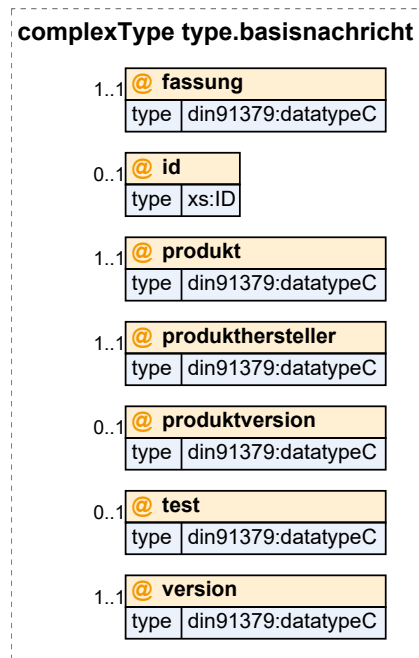 complexType type.basisnachricht
1..1 @ fassung
type din91379:datatypeC
0..1 @ id
type xs:ID
1..1 @ produkt
type din91379:datatypeC
1..1 @ produkthersteller
type din91379:datatypeC
0..1 @ produktversion
type din91379:datatypeC
0..1 @ test
type din91379:datatypeC
1..1 @ version
type din91379:datatypeC